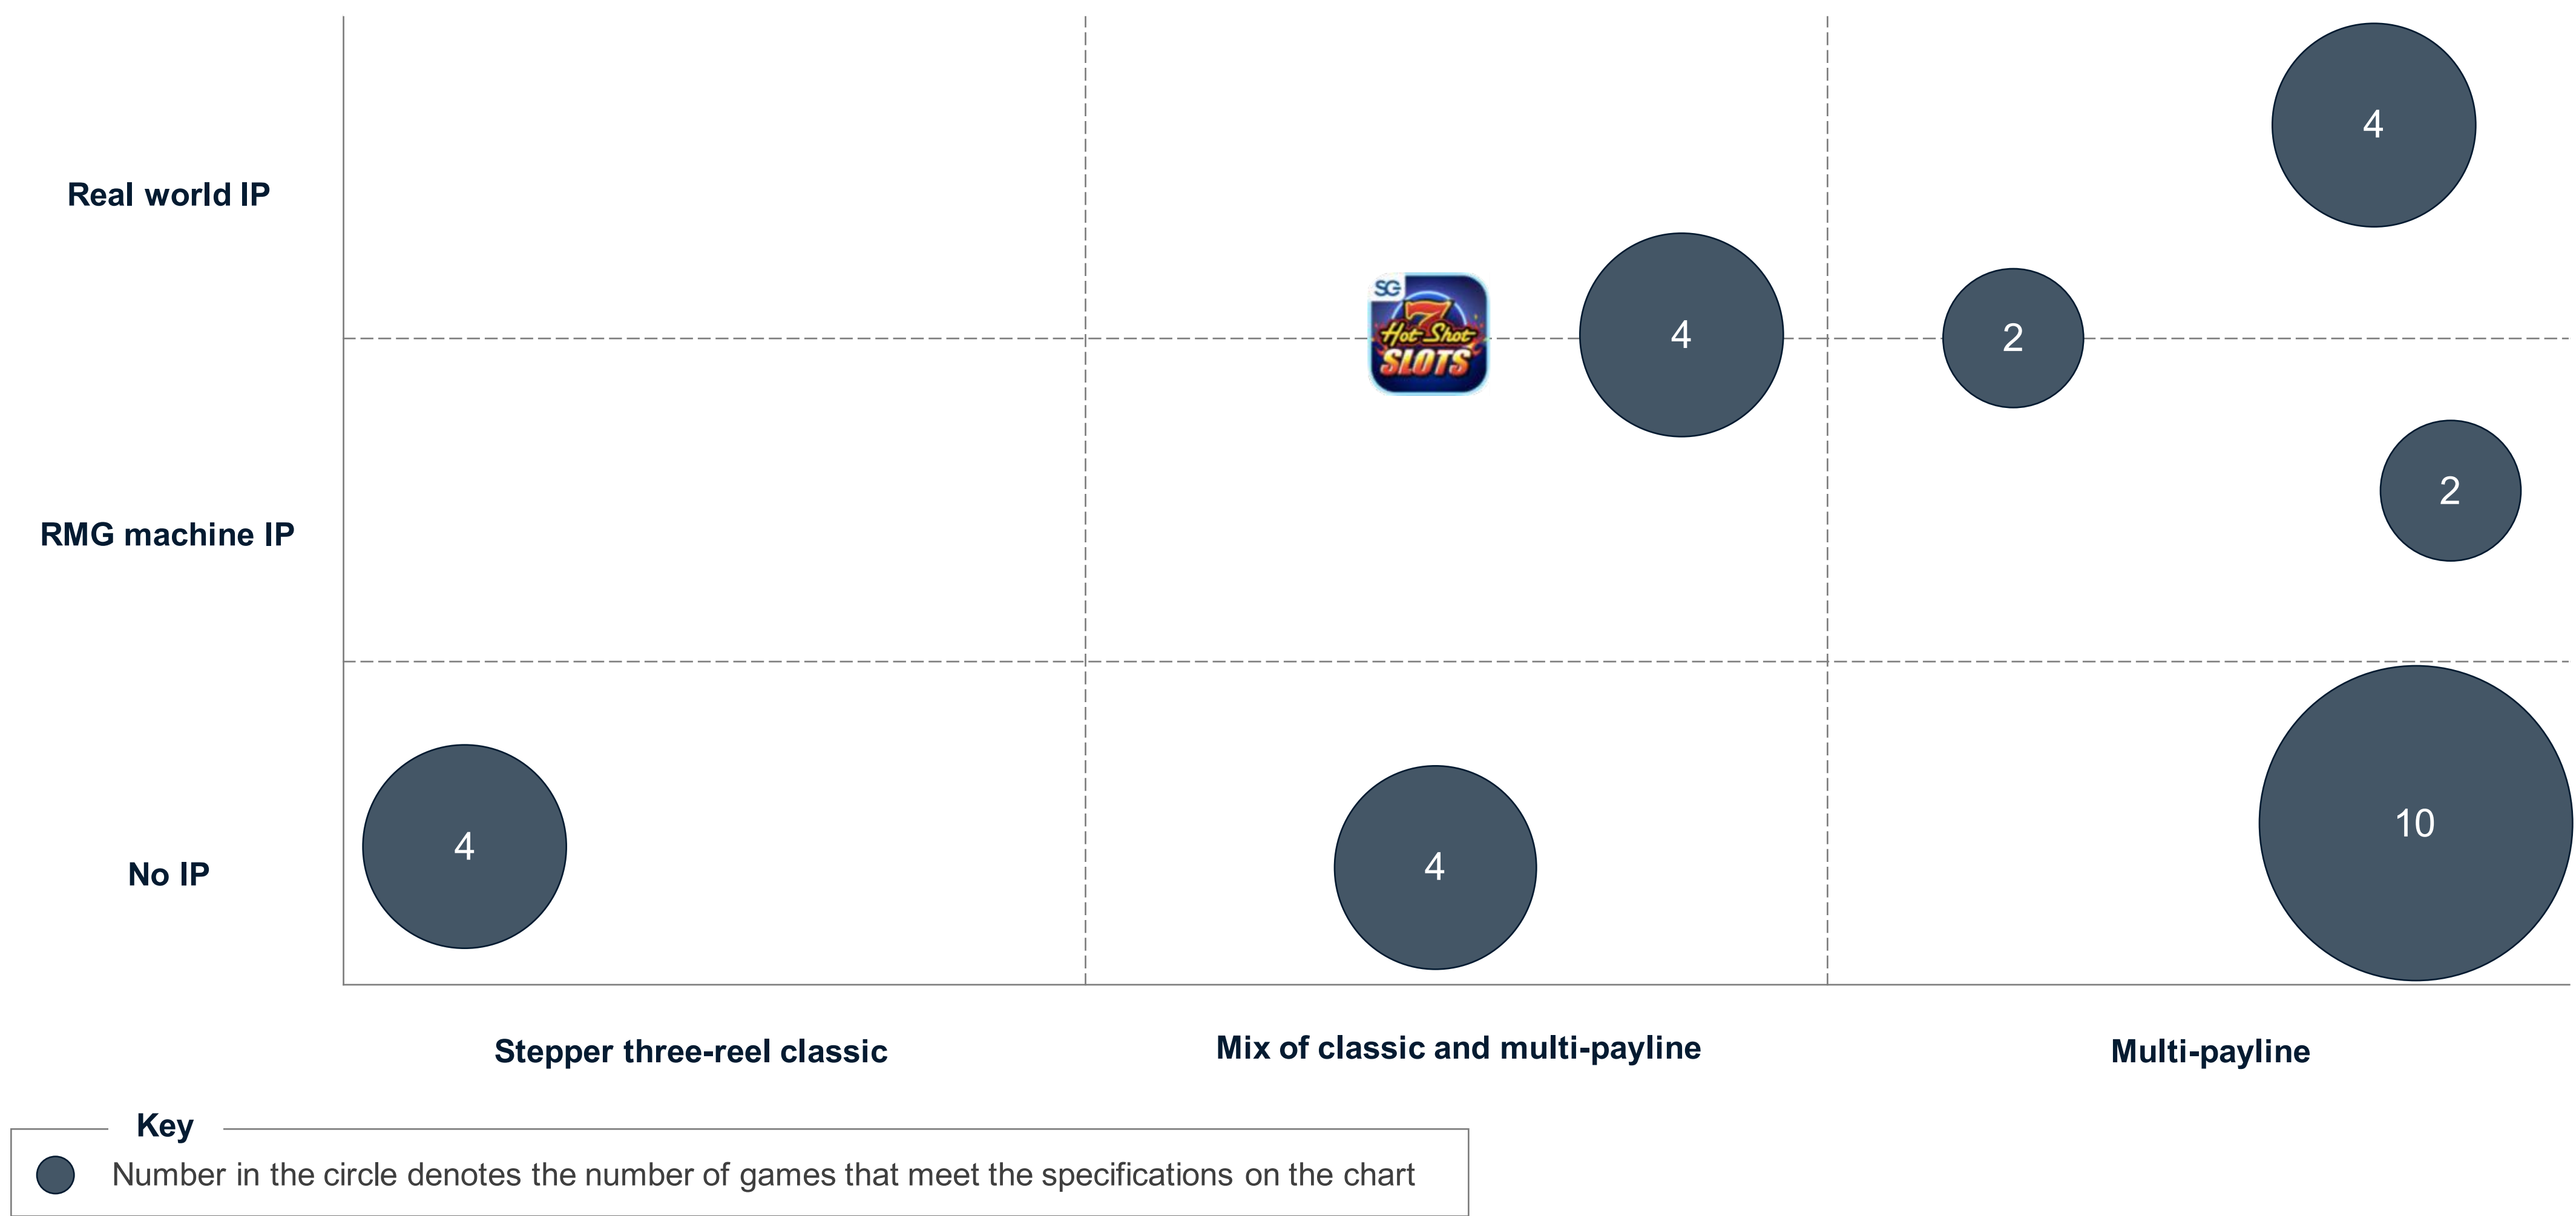 4
Real world IP
SG
7
Hot Shot
SLOTS
4
2
2
RMG machine IP
10
4
4
No IP
Stepper three-reel classic
Mix of classic and multi-payline
Multi-payline
Key
Number in the circle denotes the number of games that meet the specifications on the chart